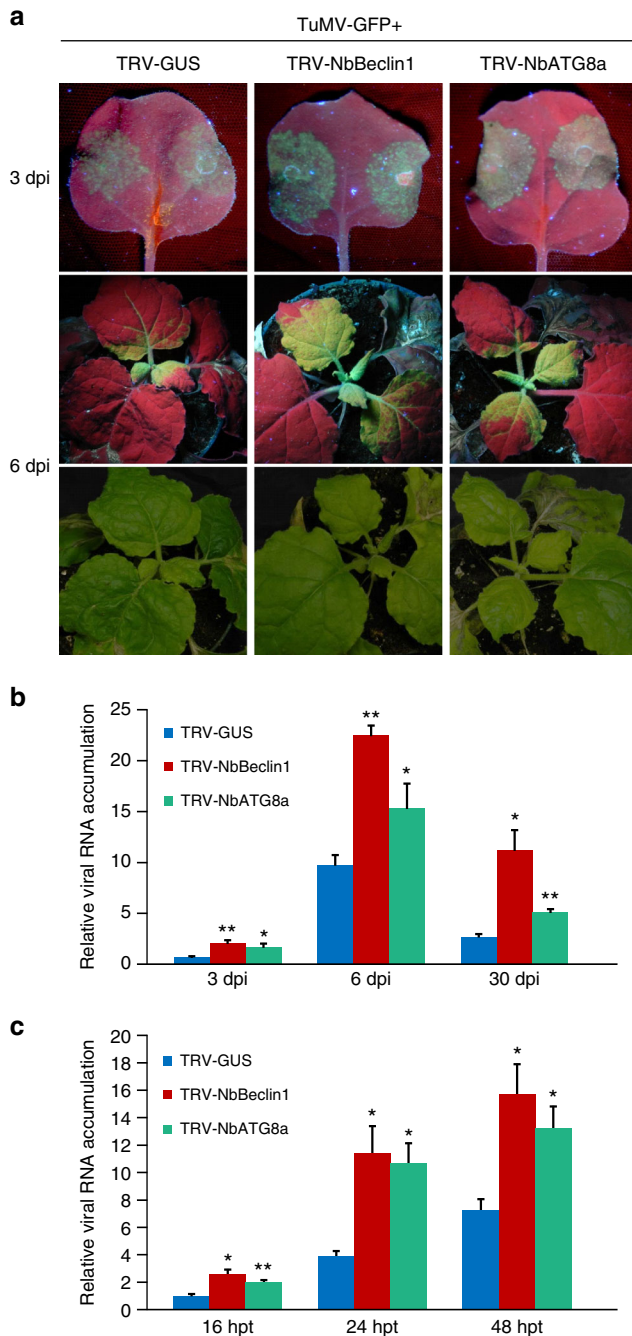 a
TuMV-GFP+
TRV-GUS TRV-NbBeclin1 TRV-NbATG8a
3 dpi
6 dpi
b
Relative viral RNA accumulation
25
20
15
10
5
0
TRV-GUS
TRV-NbBeclin1
TRV-NbATG8a
** * ** * * **
3 dpi 6 dpi 30 dpi
c
Relative viral RNA accumulation
20
18
16
14
12
10
8
6
4
2
0
TRV-GUS
TRV-NbBeclin1
TRV-NbATG8a
* ** * * * *
16 hpt 24 hpt 48 hpt